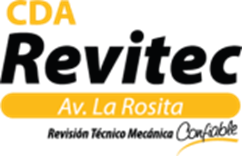 CDA
Revitec
Av. La Rosita
Revisión Técnico Mecánica Confiable